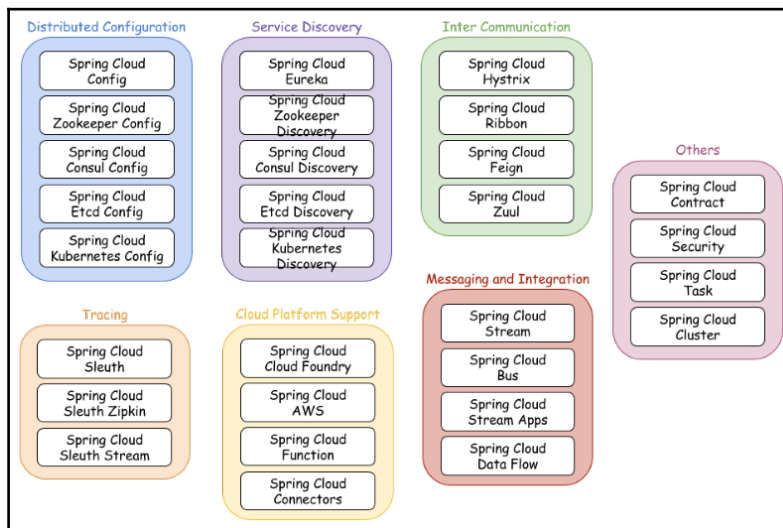 Distributed Configuration
Spring Cloud
Config
Spring Cloud
Zookeeper Config
Spring Cloud
Consul Config
Spring Cloud
Etcd Config
Spring Cloud
Kubernetes Config
Service Discovery
Spring Cloud
Eureka
Spring Cloud
Zookeeper
Discovery
Spring Cloud
Consul Discovery
Spring Cloud
Etcd Discovery
Spring Cloud
Kubernetes
Discovery
Inter Communication
Spring Cloud
Hystrix
Spring Cloud
Ribbon
Spring Cloud
Feign
Spring Cloud
Zuul
Others
Spring Cloud
Contract
Spring Cloud
Security
Spring Cloud
Task
Spring Cloud
Cluster
Tracing
Spring Cloud
Sleuth
Spring Cloud
Sleuth Zipkin
Spring Cloud
Sleuth Stream
Cloud Platform Support
Spring Cloud
Cloud Foundry
Spring Cloud
AWS
Spring Cloud
Function
Spring Cloud
Connectors
Messaging and Integration
Spring Cloud
Stream
Spring Cloud
Bus
Spring Cloud
Stream Apps
Spring Cloud
Data Flow